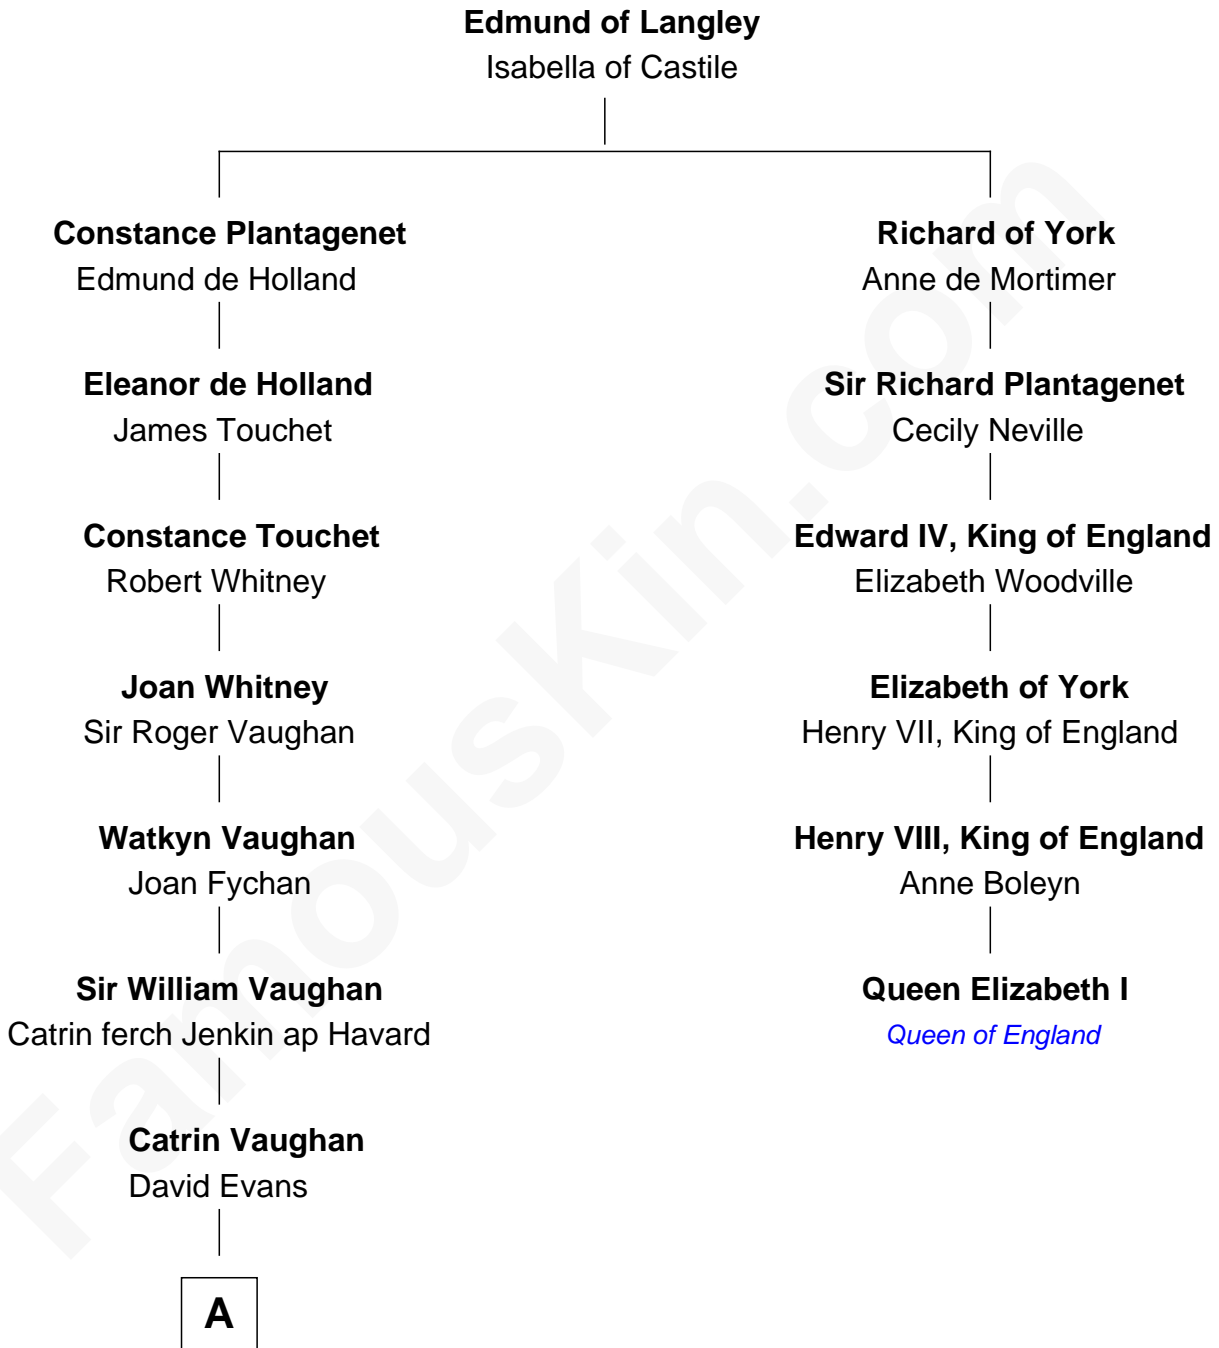 Edmund of Langley
Isabella of Castile
Constance Plantagenet
Edmund de Holland
Richard of York
Anne de Mortimer
Eleanor de Holland
James Touchet
Sir Richard Plantagenet
Cecily Neville
Constance Touchet
Robert Whitney
Edward IV, King of England
Elizabeth Woodville
Joan Whitney
Sir Roger Vaughan
Elizabeth of York
Henry VII, King of England
Watkyn Vaughan
Joan Fychan
Henry VIII, King of England
Anne Boleyn
Sir William Vaughan
Catrin ferch Jenkin ap Havard
Queen Elizabeth I
Queen of England
Catrin Vaughan
David Evans
A
FamousKin.com